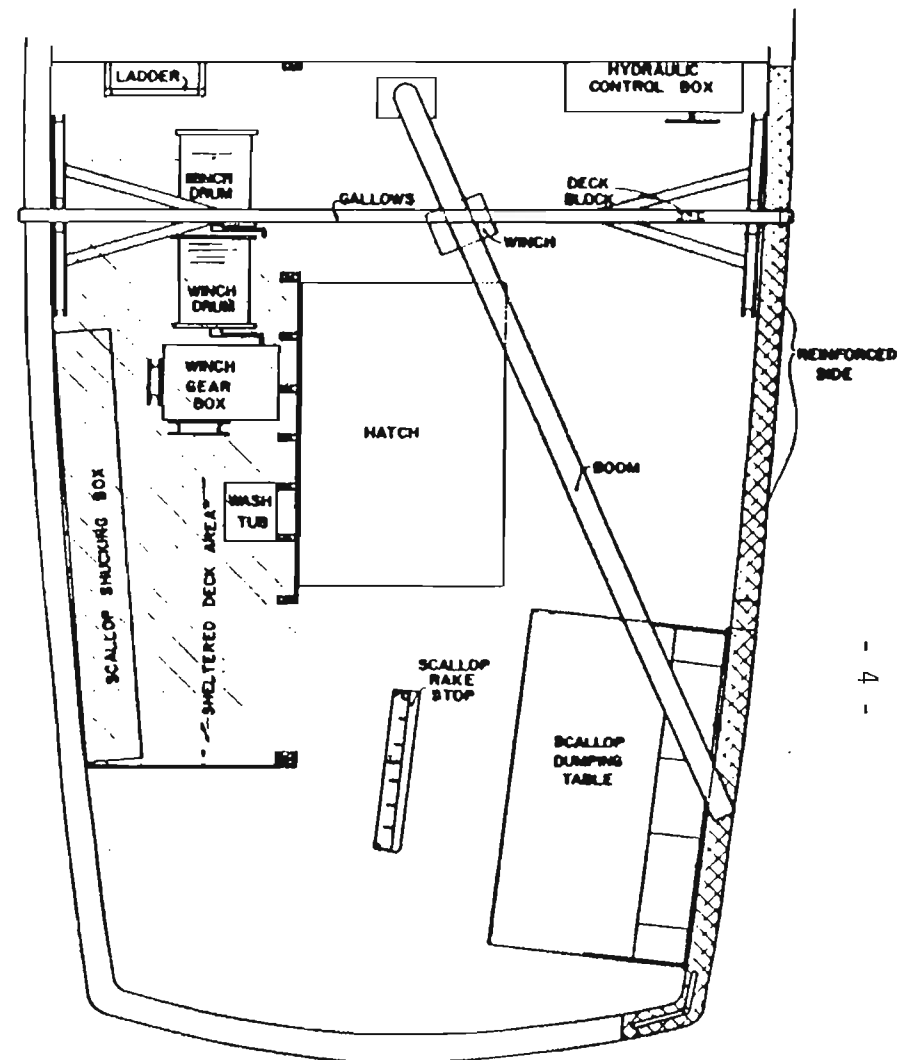 LADDER
HYDRAULIC
CONTROL BOX
WINCH
DRUM
GALLOWS
DECK
BLOCK
WINCH
WINCH
DRUM
REINFORCED
SIDE
WINCH
GEAR
BOX
HATCH
BOOM
WASH
TUB
SCALLOP SHUCKING BOX
SHELTERED DECK AREA
SCALLOP
RAKE
STOP
SCALLOP
DUMPING
TABLE
- 4 -